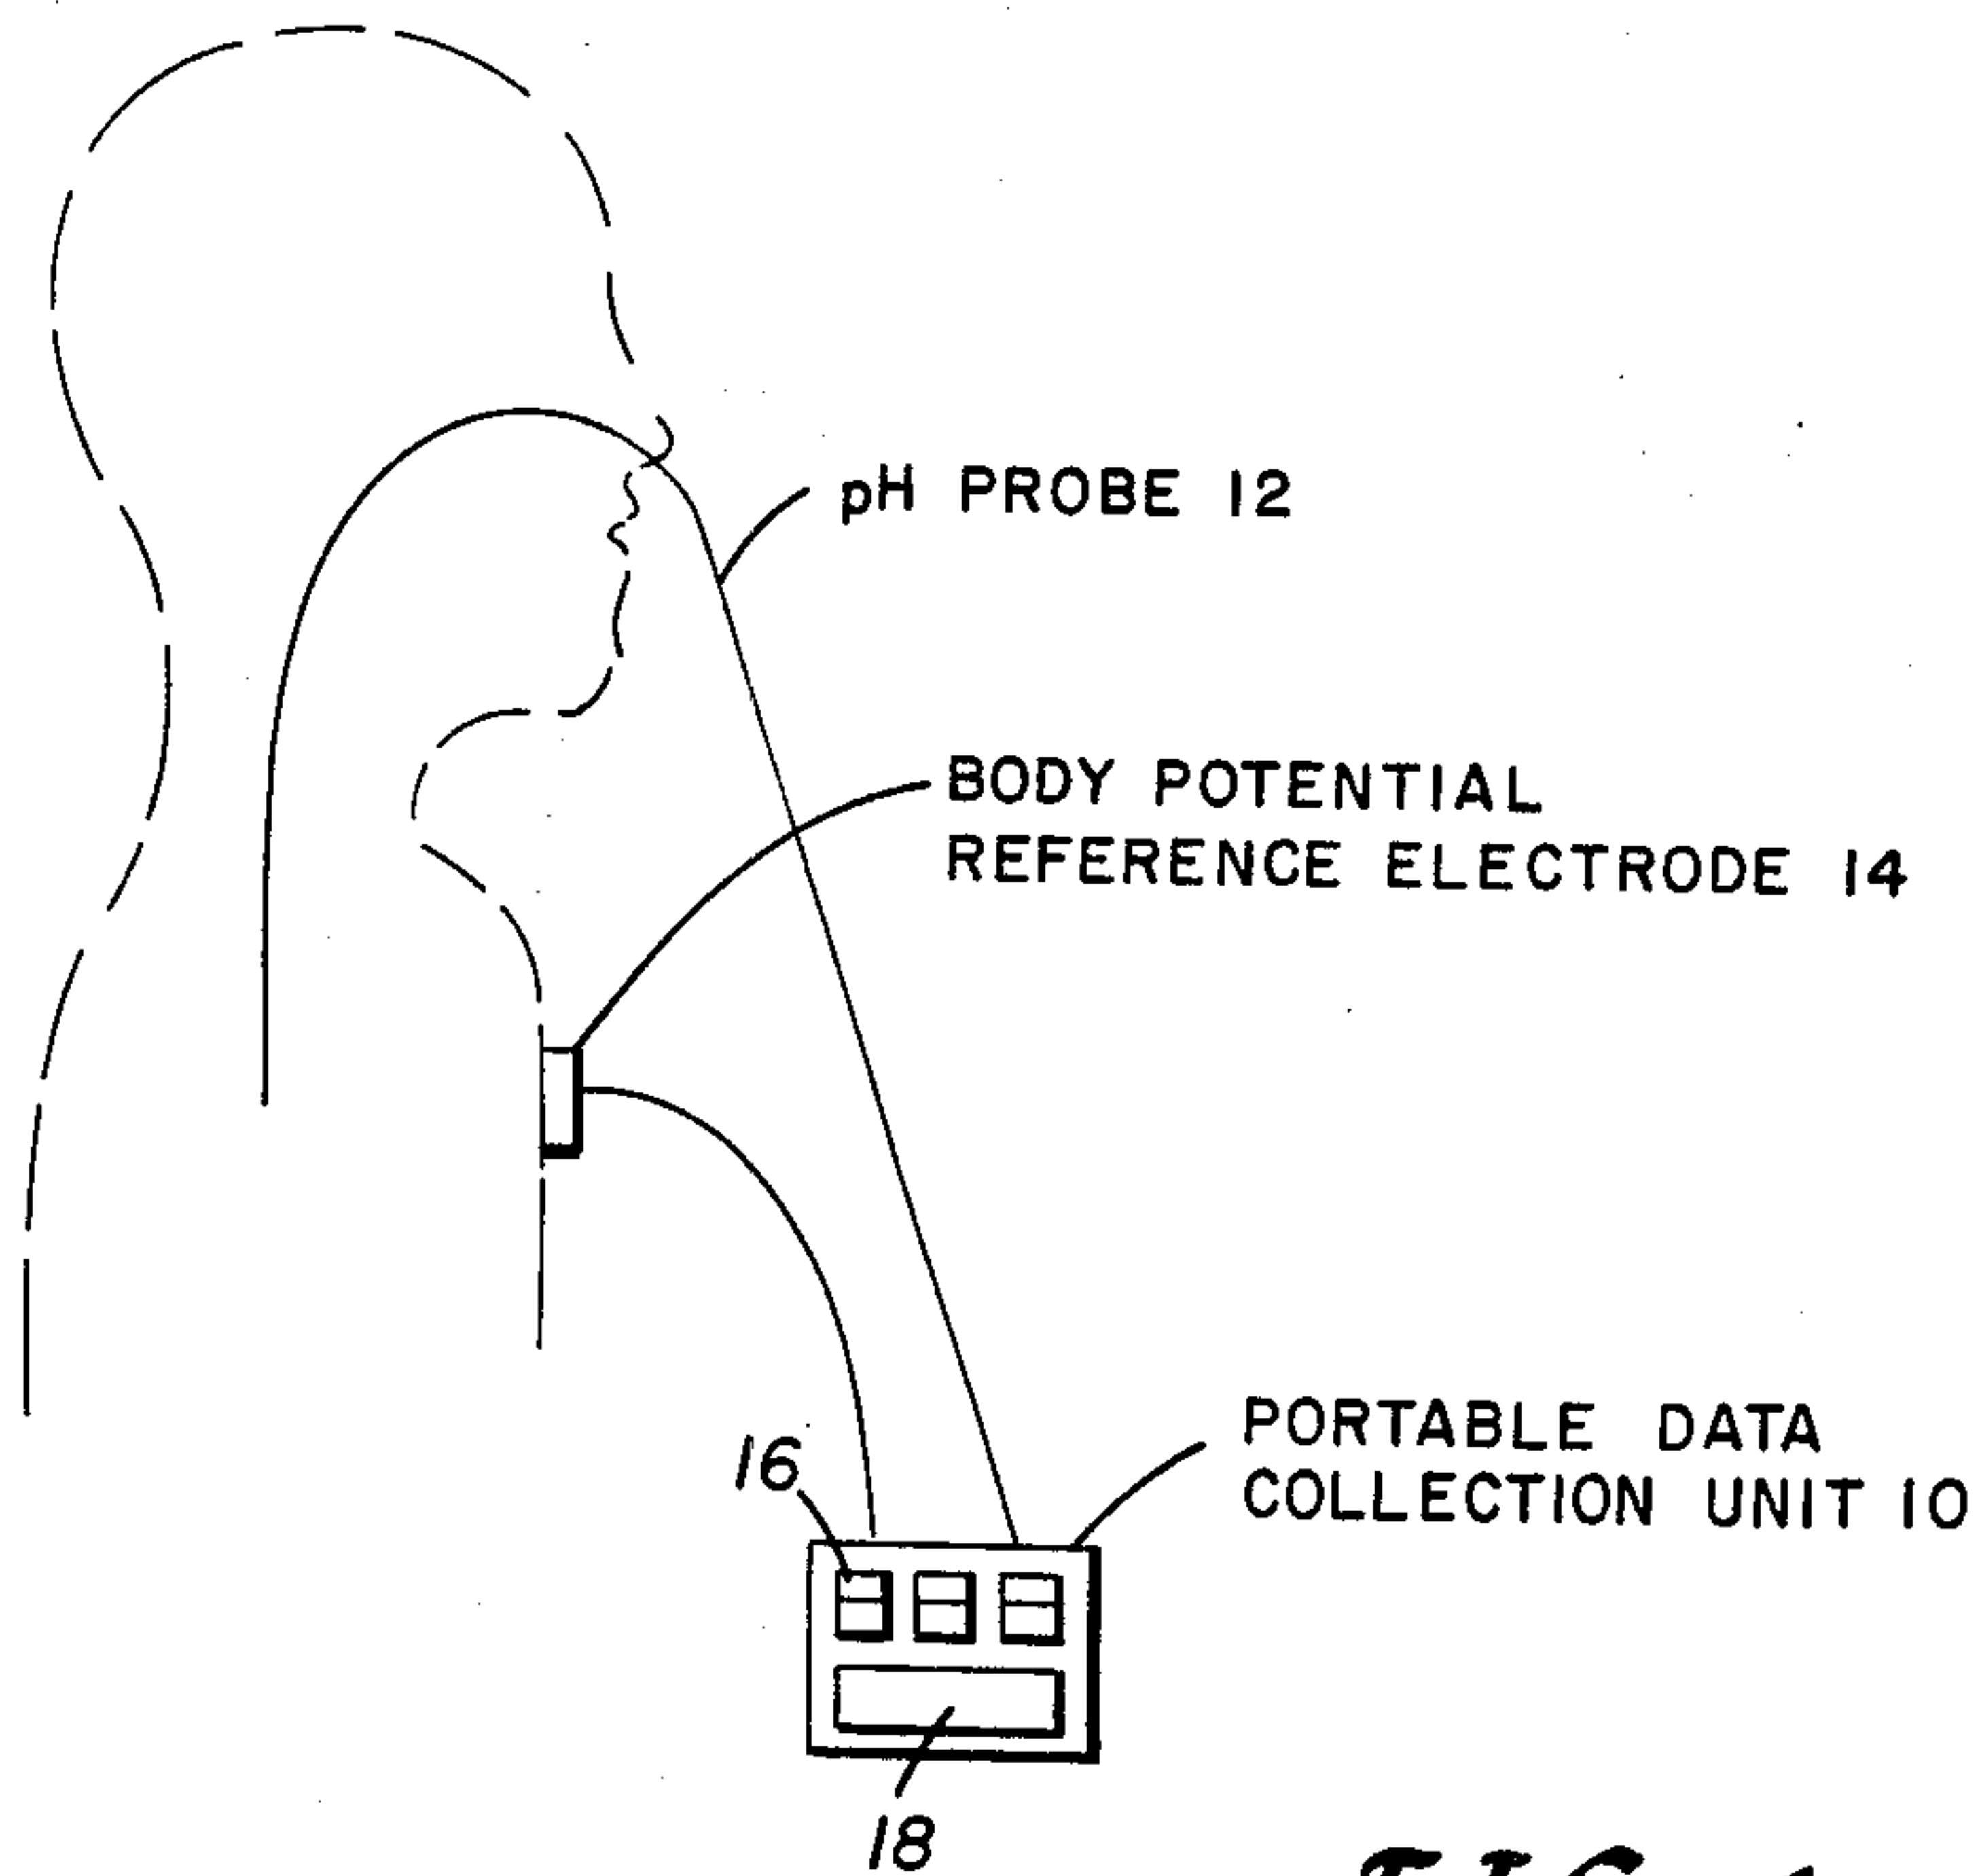 pH PROBE 12
BODY POTENTIAL
REFERENCE ELECTRODE 14
PORTABLE DATA
COLLECTION UNIT 10
16
18